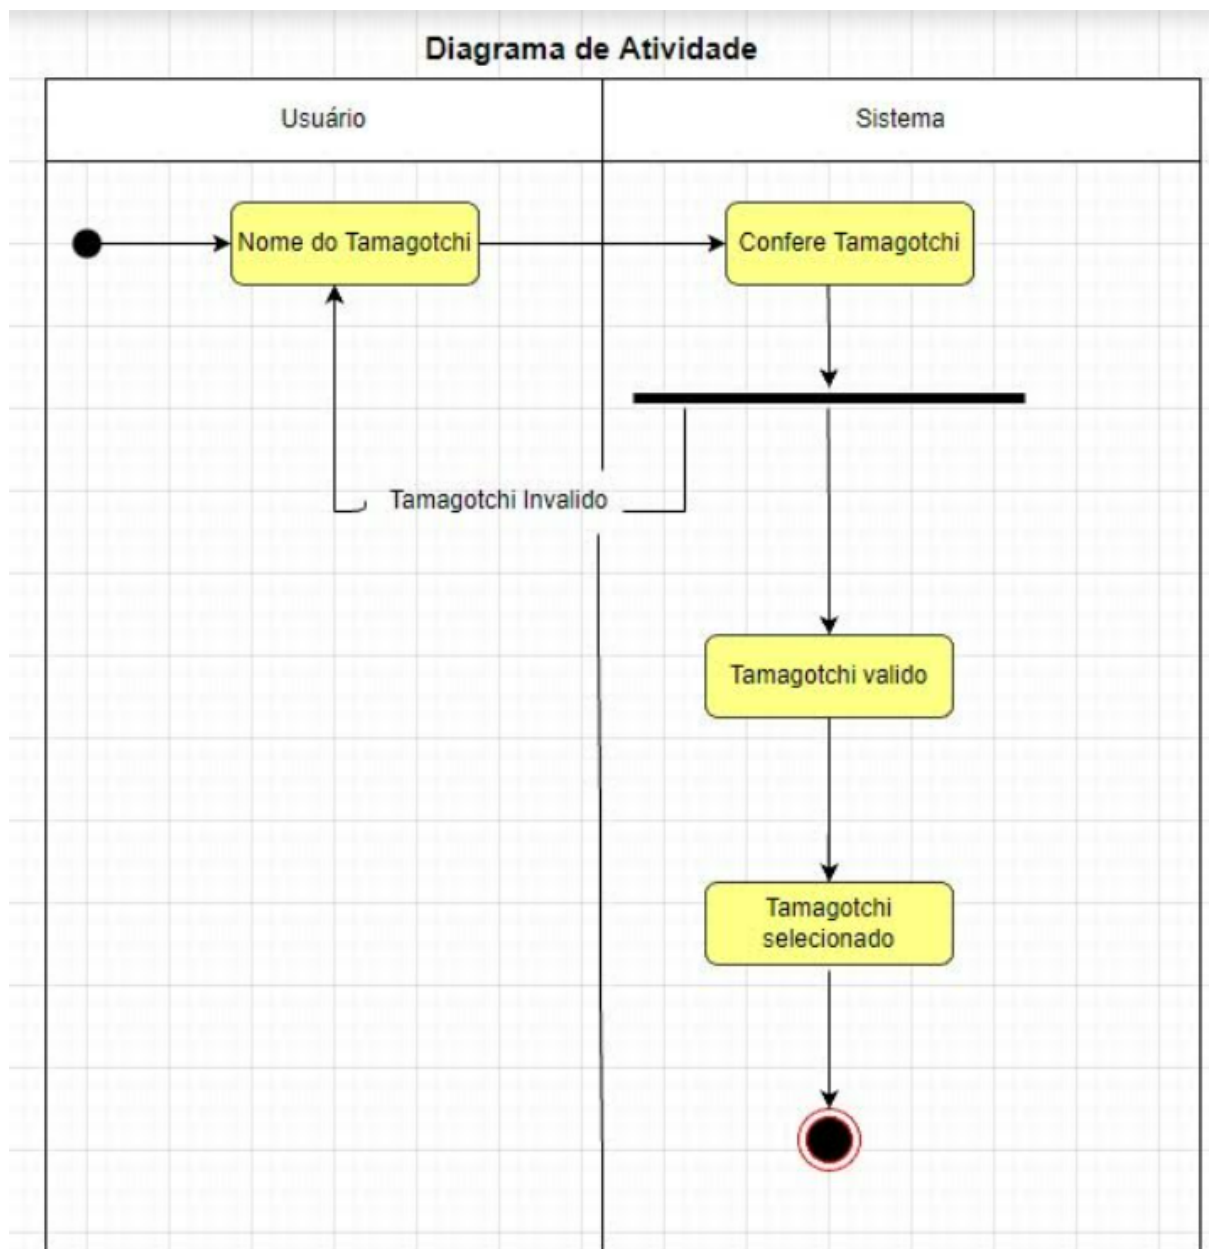 Diagrama de Atividade
Usuário
Sistema
Nome do Tamagotchi
Confere Tamagotchi
Tamagotchi Invalido
Tamagotchi valido
Tamagotchi
selecionado